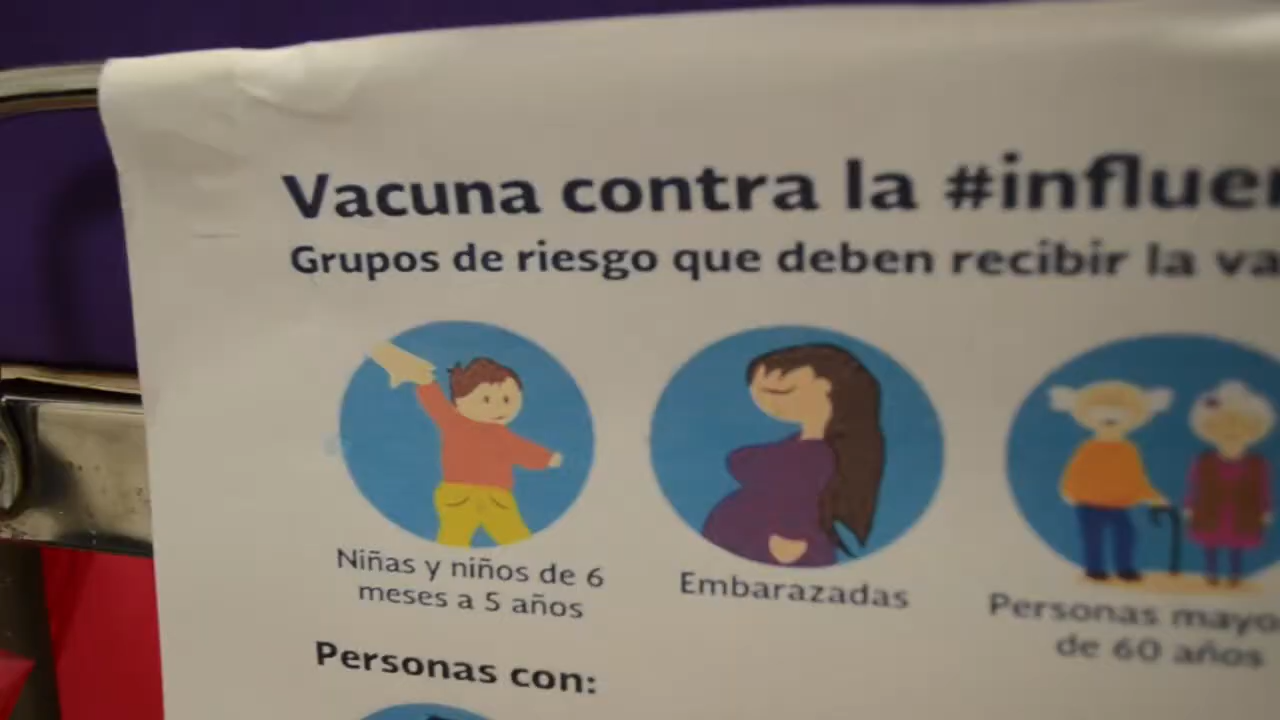 Vacuna contra la
Grupos de riesgo que deben recibir la
Niñas y niños de 6
meses a 5 años
Embarazadas
Personas
de 60 años
Personas con: